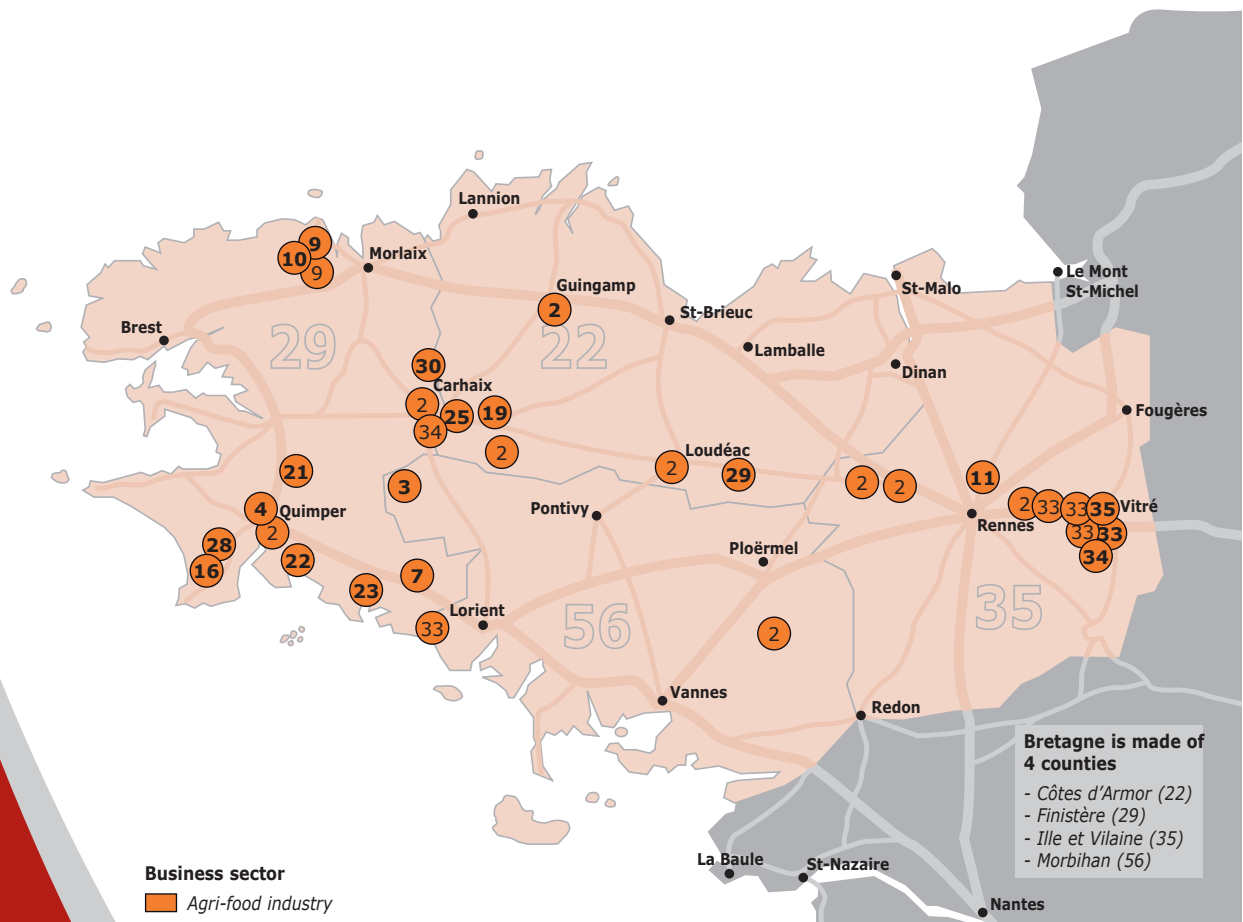 Lannion
9
Morlaix
10
9
Le Mont
St-Michel
St-Malo
Guingamp
2
St-Brieuc
Brest
29
22
Lamballe
30
Dinan
Carhaix
2
25
19
Fougères
34
2
Loudéac
2
29
21
3
2
2
11
4
Quimper
2
Pontivy
Rennes
2
33
33
35
Vitré
33
33
34
28
16
22
Ploërmel
23
7
Lorient
33
56
2
35
Vannes
Redon
Bretagne is made of
4 counties
- Côtes d’Armor (22)
- Finistère (29)
- Ille et Vilaine (35)
- Morbihan (56)
La Baule
St-Nazaire
Nantes
Business sector
Agri-food industry